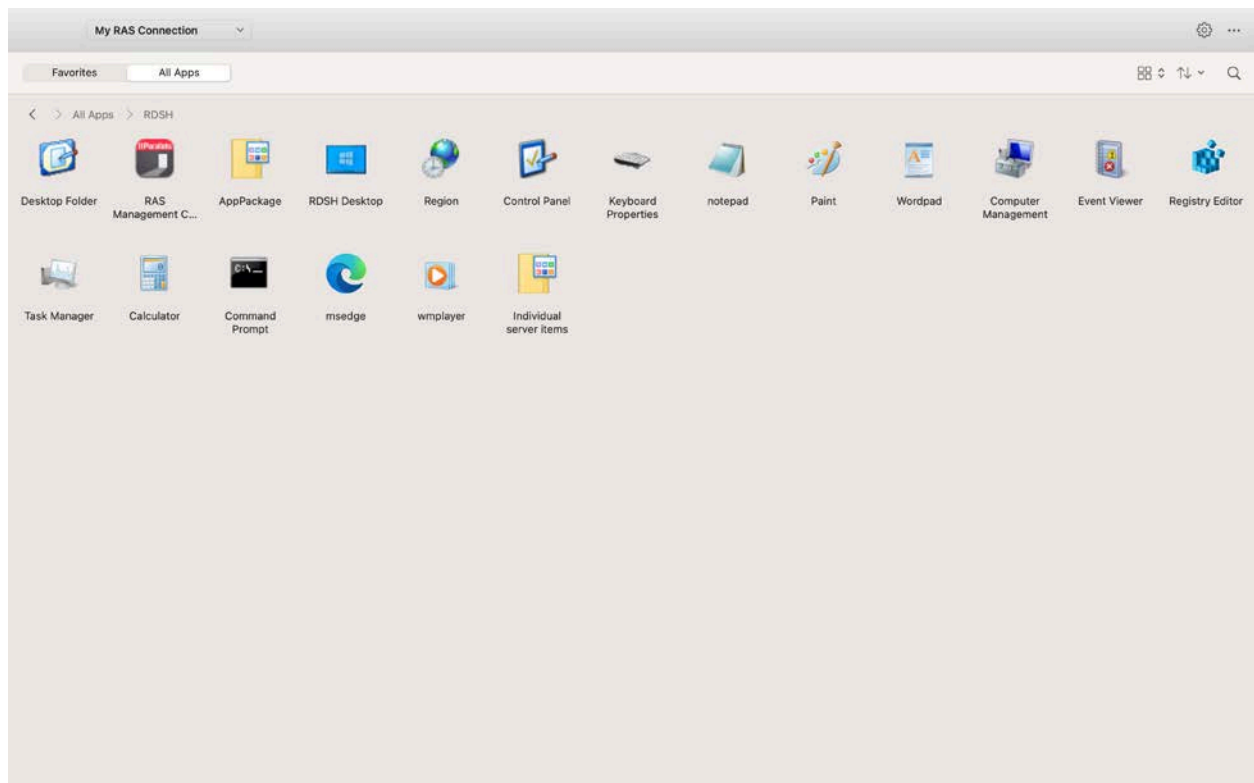 My RAS Connection
Favorites
All Apps
All Apps > RDSH
Desktop Folder
RAS
Management C...
AppPackage
RDSH Desktop
Region
Control Panel
Keyboard
Properties
notepad
Paint
Wordpad
Computer
Management
Event Viewer
Registry Editor
Task Manager
Calculator
Command
Prompt
msedge
wmplayer
Individual
server items